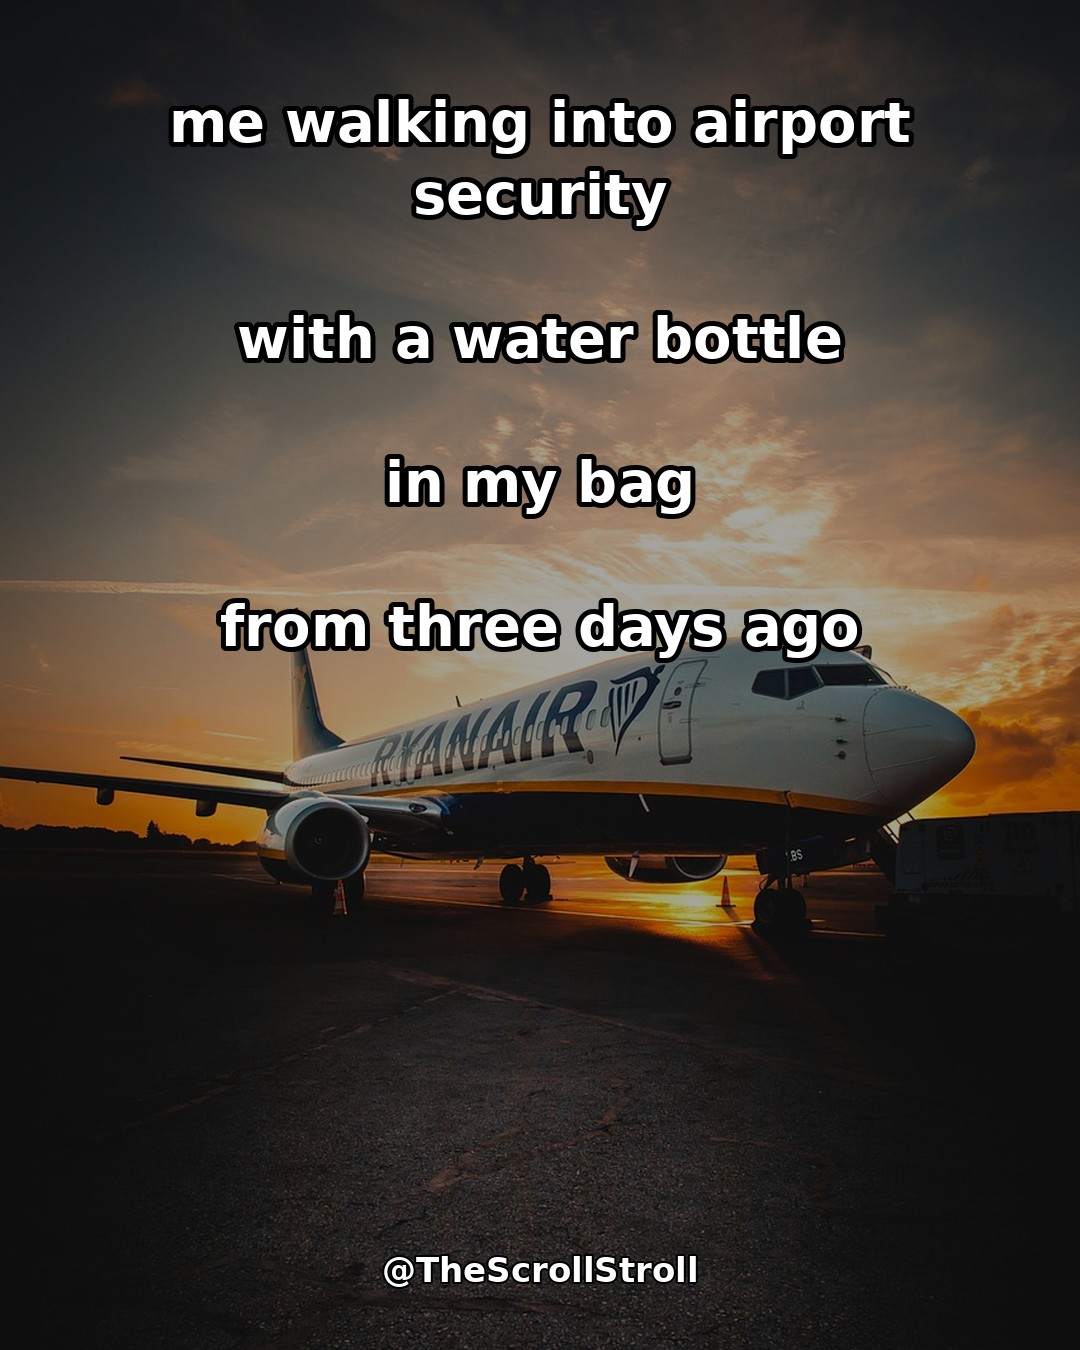 me walking into airport
security
with a water bottle
in my bag
from three days ago
RYANAIR
@TheScrollStroll